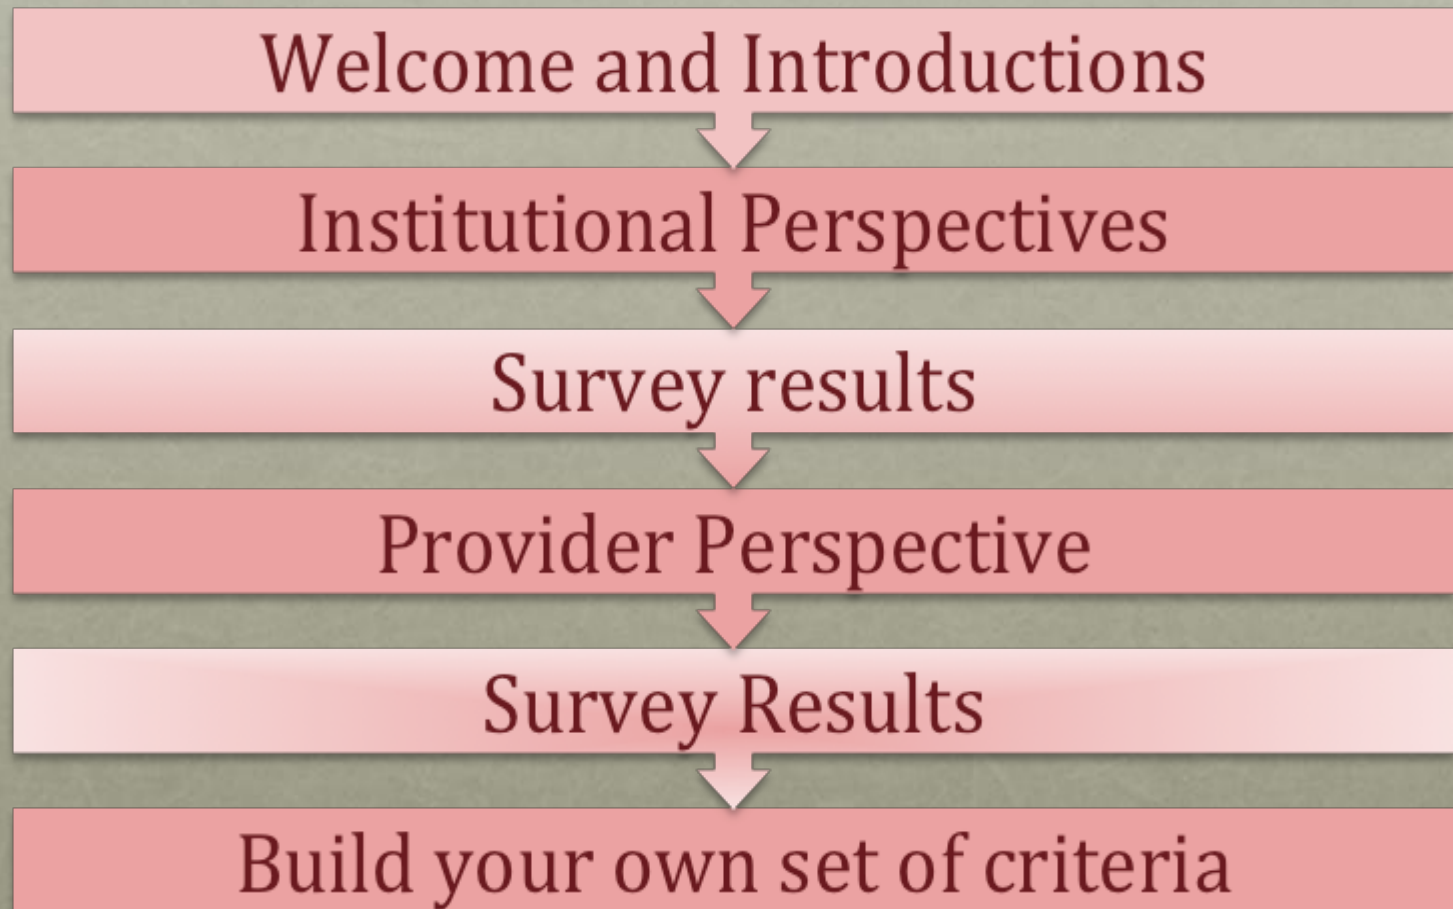 Welcome and Introductions
Institutional Perspectives
Survey results
Provider Perspective
Survey Results
Build your own set of criteria